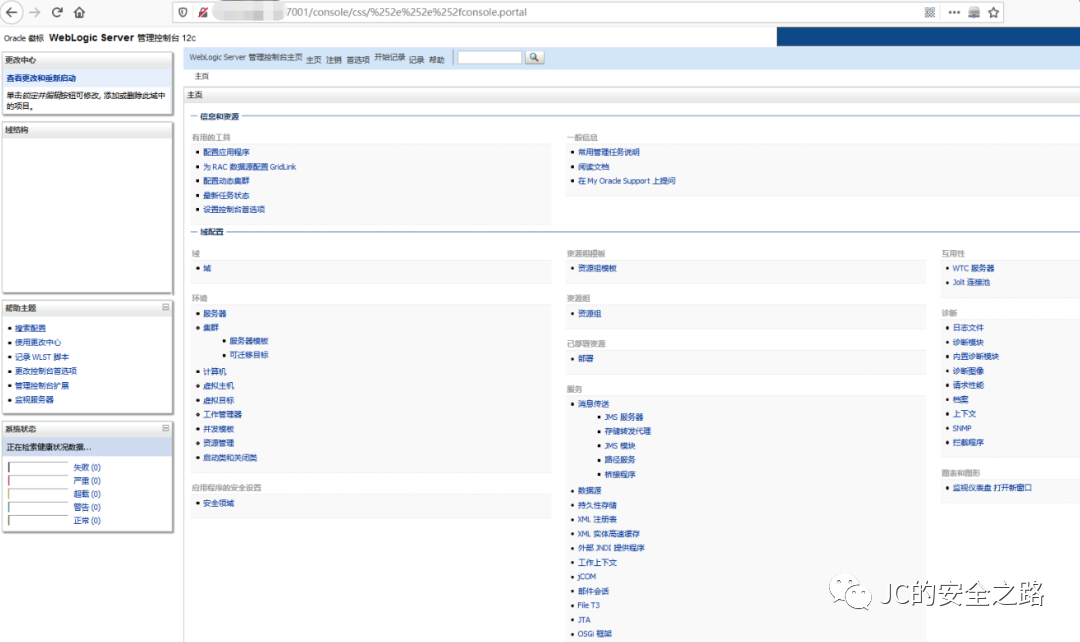 7001/console/css/%252e%252e%252fconsole.portal
Oracle 徽标 WebLogic Server 管理控制台 12c
更改中心
查看更改和重新启动
单击锁定并编辑按钮可修改, 添加或删除此域中的项目。
域结构
帮助主题
搜索配置
使用更改中心
记录 WLST 脚本
更改控制台首选项
管理控制台扩展
监视服务器
系统状态
正在检索健康状况数据...
失败 (0)
严重 (0)
超载 (0)
警告 (0)
正常 (0)
WebLogic Server 管理控制台主页 主页 注销 首选项 开始记录 记录 帮助
主页
主页
信息和资源
有用的工具
配置应用程序
为 RAC 数据源配置 GridLink
配置动态集群
最新任务状态
设置控制台首选项
一般信息
常用管理任务说明
阅读文档
在 My Oracle Support 上提问
域配置
域
域
环境
服务器
集群
服务器模板
可迁移目标
计算机
虚拟主机
虚拟目标
工作管理器
并发模板
资源管理
启动类和关闭类
应用程序的安全设置
安全领域
资源组模板
资源组模板
资源组
资源组
已部署资源
部署
服务
消息传送
JMS 服务器
存储转发代理
JMS 模块
路径服务
桥接程序
数据源
持久性存储
XML 注册表
XML 实体高速缓存
外部 JNDI 提供程序
工作上下文
jCOM
邮件会话
File T3
JTA
OSGi 框架
互用性
WTC 服务器
Jolt 连接池
诊断
日志文件
诊断模块
内置诊断模块
诊断图像
请求性能
档案
上下文
SNMP
拦截程序
图表和图形
监视仪表盘 打开新窗口
JC的安全之路